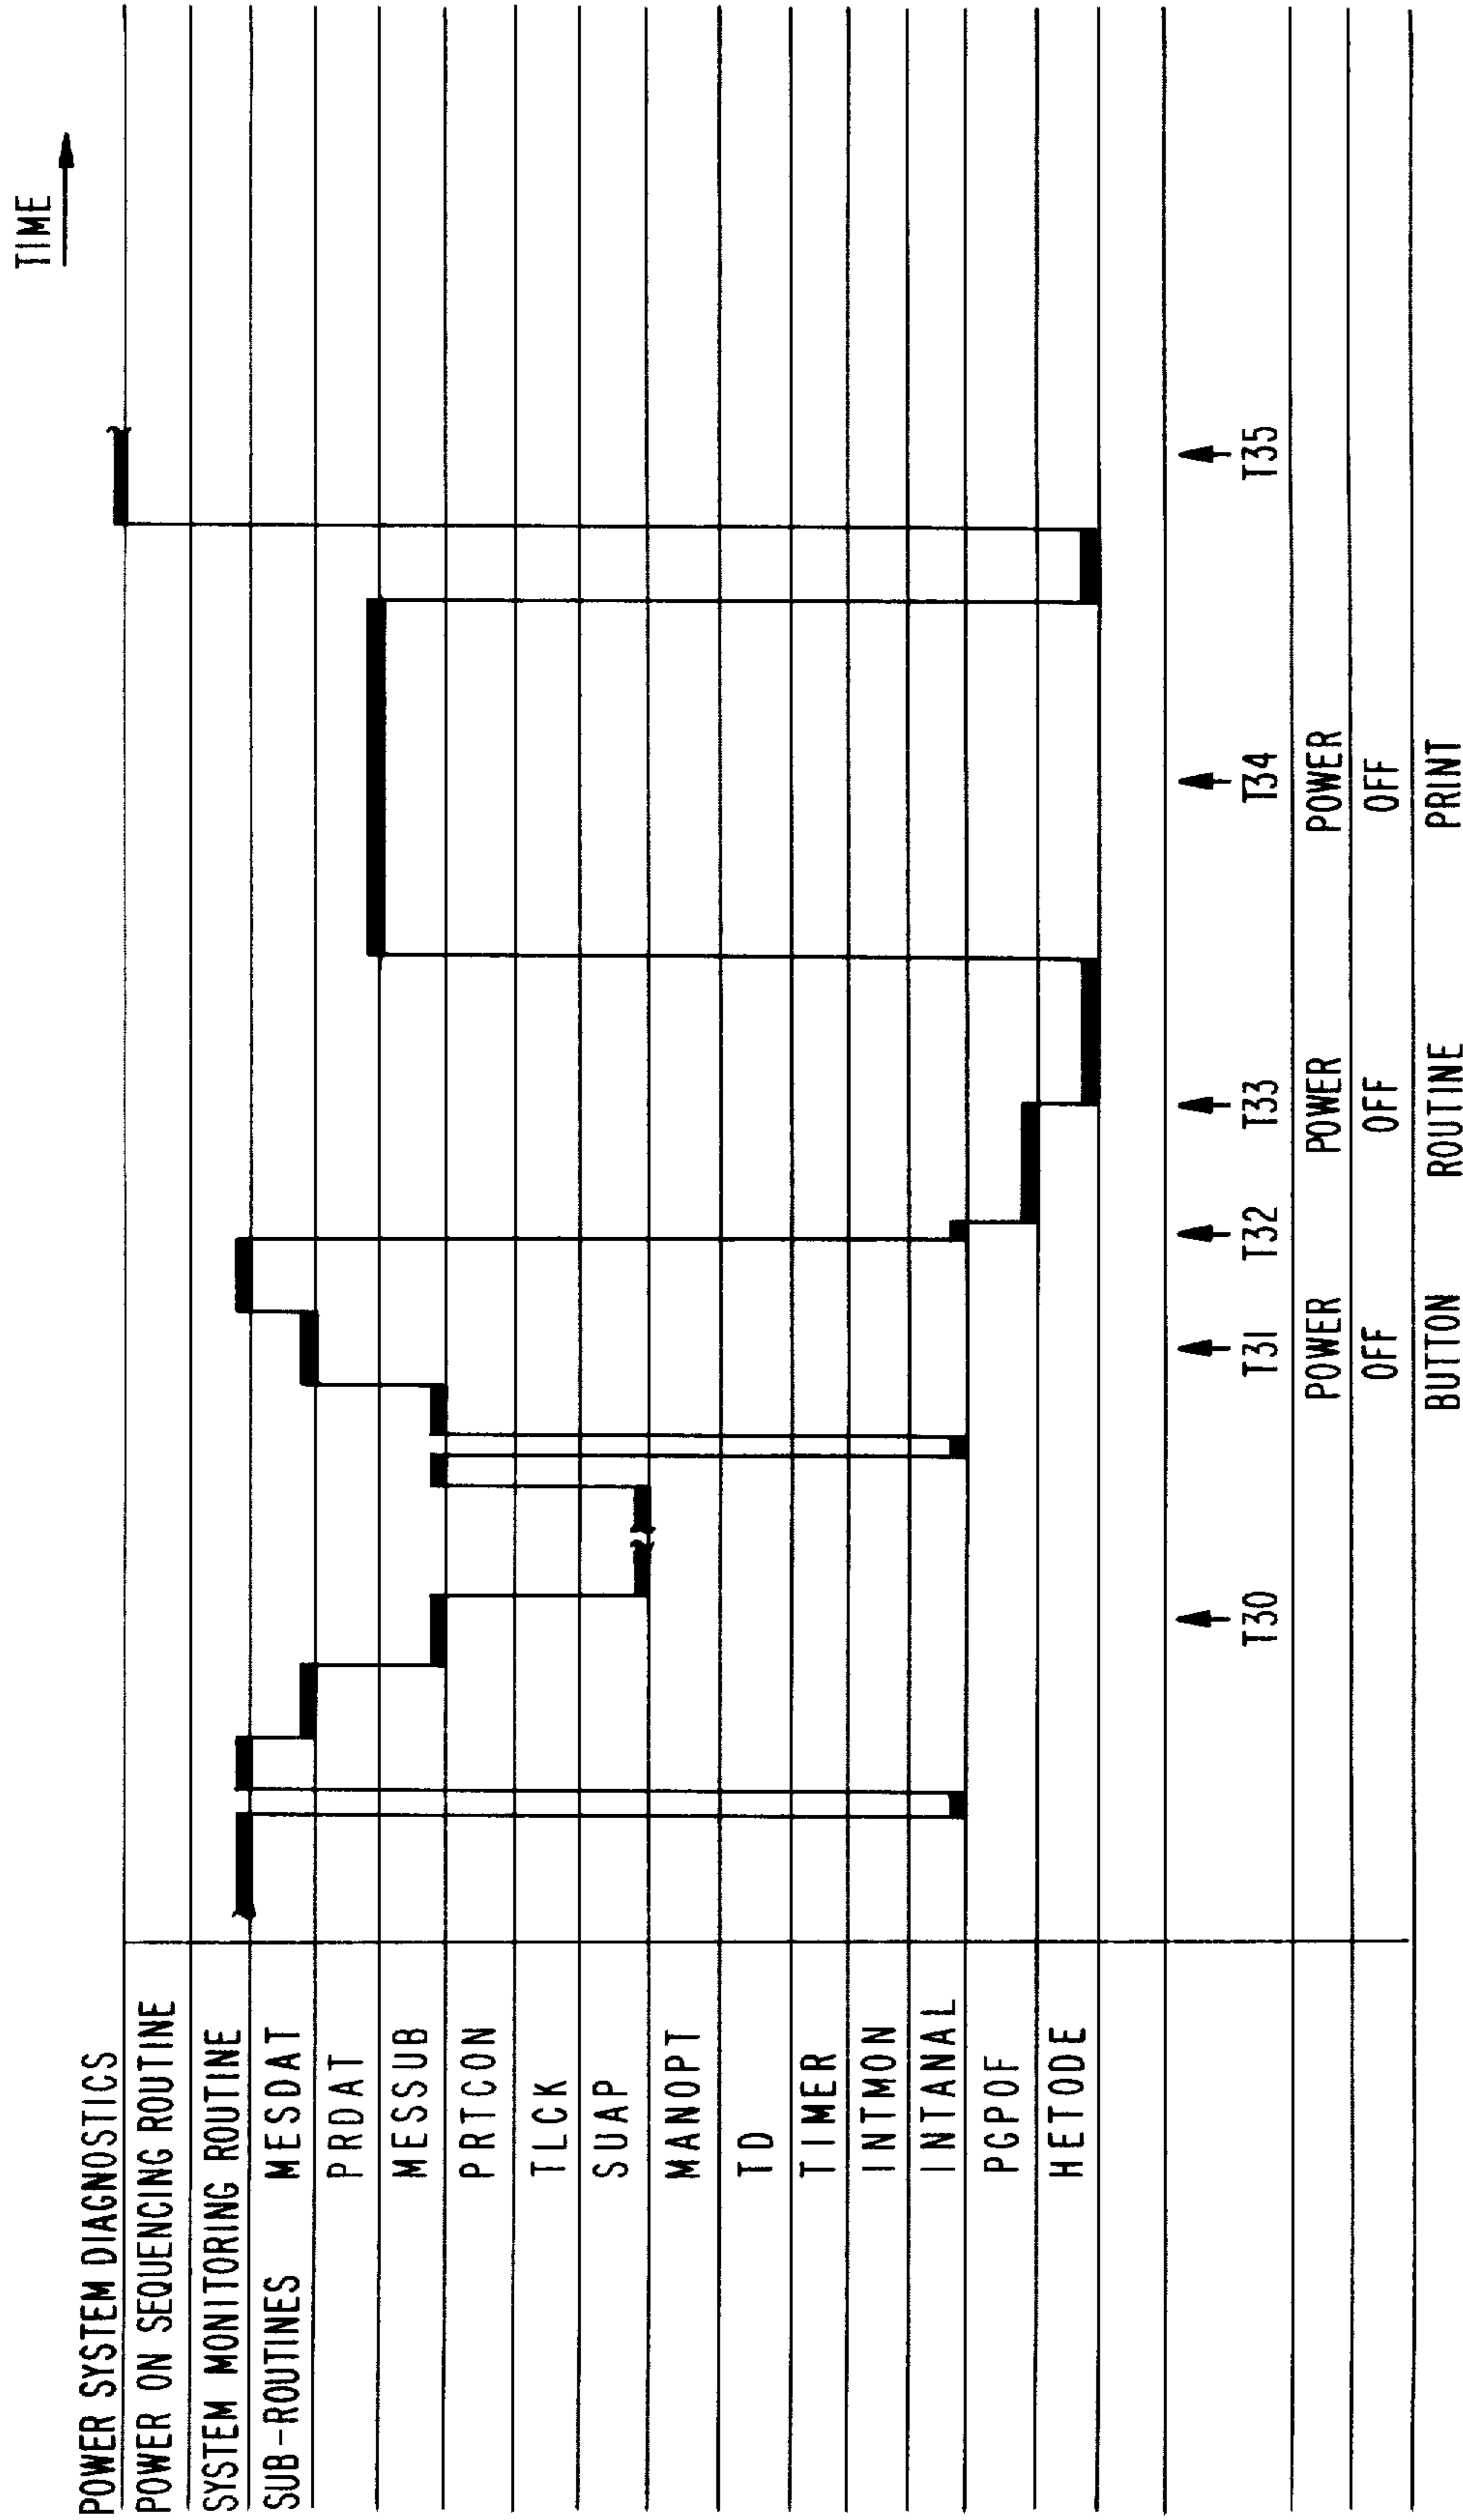 TIME
POWER SYSTEM DIAGNOSTICS
POWER ON SEQUENCING ROUTINE
SYSTEM MONITORING ROUTINE
SUB-ROUTINES MESDAT
PRDAT
MESSUB
PRTCON
TLCK
SUAP
MANOPT
TD
TIMER
INTMON
INTANAL
PGPOF
HETODE
T30 T31 T32 T33 T34 T35
POWER POWER POWER
OFF OFF OFF
BUTTON ROUTINE PRINT